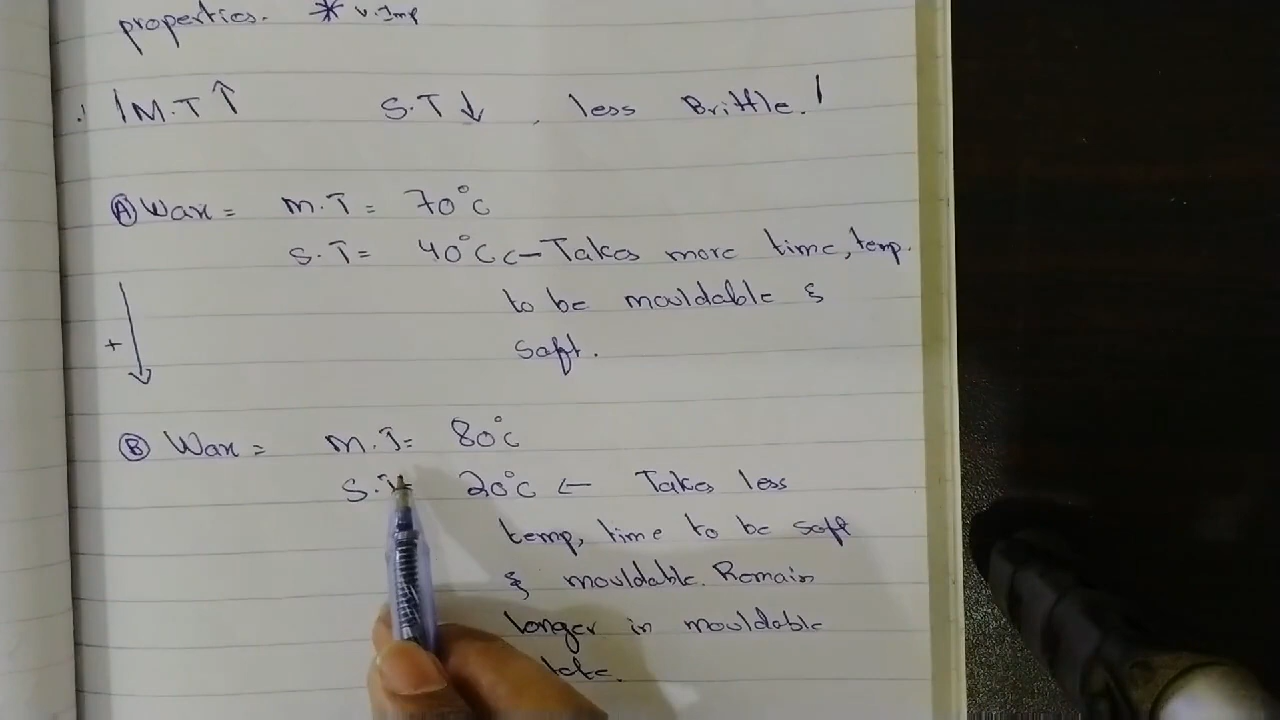 properties. * v.Imp
∴ |M.T↑ S.T↓, less Brittle.|
Ⓐ Wax = M.T = 70°C
S.T = 40°C ← Takes more time, temp.
to be mouldable &
soft.
+
Ⓑ Wax = M.T = 80°C
S.T= 20°C ← Takes less
temp, time to be soft
& mouldable. Remain
longer in mouldable